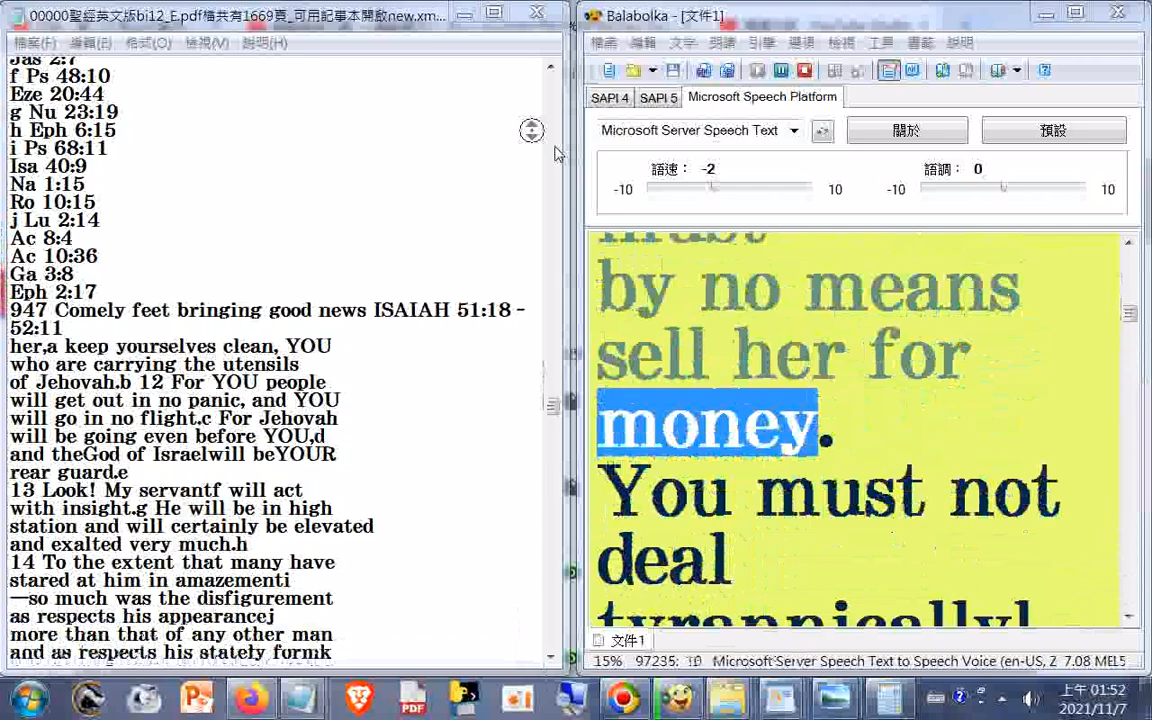 00000聖經英文版bi12_E.pdf檔共有1669頁_可用記事本開啟new.xm...
檔案(F) 編輯(E) 格式(O) 檢視(V) 說明(H)
Jas 2:7
f Ps 48:10
Eze 20:44
g Nu 23:19
h Eph 6:15
i Ps 68:11
Isa 40:9
Na 1:15
Ro 10:15
j Lu 2:14
Ac 8:4
Ac 10:36
Ga 3:8
Eph 2:17
947 Comely feet bringing good news ISAIAH 51:18 -
52:11
her,a keep yourselves clean, YOU
who are carrying the utensils
of Jehovah.b 12 For YOU people
will get out in no panic, and YOU
will go in no flight.c For Jehovah
will be going even before YOU,d
and theGod of Israelwill beYOUR
rear guard.e
13 Look! My servantf will act
with insight.g He will be in high
station and will certainly be elevated
and exalted very much.h
14 To the extent that many have
stared at him in amazementi
—so much was the disfigurement
as respects his appearancej
more than that of any other man
and as respects his stately formk
Balabolka - [文件1]
檔案 編輯 文字 朗讀 引擎 選項 檢視 工具 書籤 說明
SAPI 4 SAPI 5 Microsoft Speech Platform
Microsoft Server Speech Text 關於 預設
語速： -2 語調： 0
-10 10 -10 10
must
by no means
sell her for
money.
You must not
deal
tyrannically
文件1
15% 97235: 10 Microsoft Server Speech Text to Speech Voice (en-US, Z 7.08 МБ
PDF
上午 01:52
2021/11/7